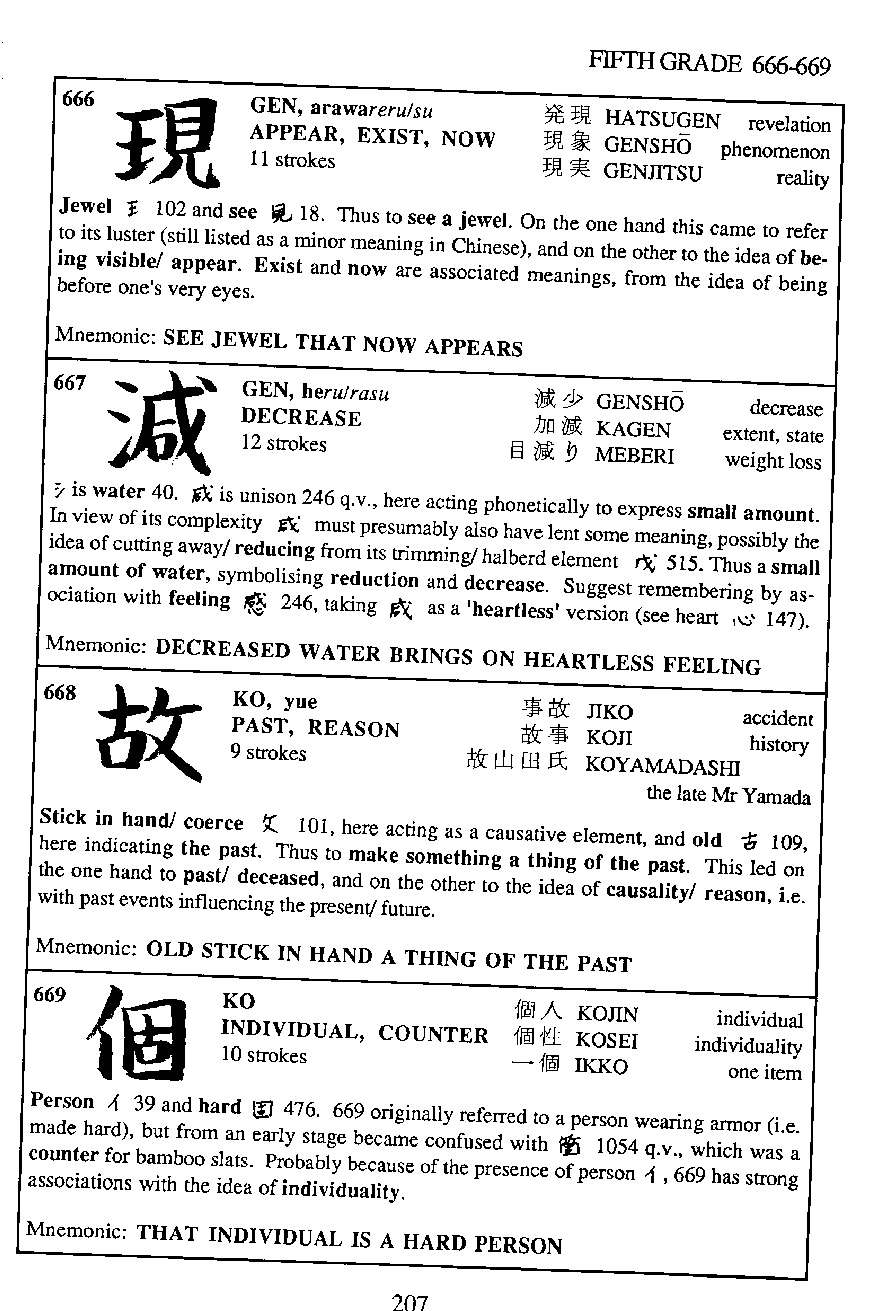 FIFTH GRADE 666-669
666
現
GEN, arawareru/su
APPEAR, EXIST, NOW
11 strokes
発現 HATSUGEN revelation
現象 GENSHŌ phenomenon
現実 GENJITSU reality
Jewel 王 102 and see 見 18. Thus to see a jewel. On the one hand this came to refer
to its luster (still listed as a minor meaning in Chinese), and on the other to the idea of be-
ing visible/ appear. Exist and now are associated meanings, from the idea of being
before one's very eyes.
Mnemonic: SEE JEWEL THAT NOW APPEARS
667
減
GEN, heru/rasu
DECREASE
12 strokes
減少 GENSHŌ decrease
加減 KAGEN extent, state
目減り MEBERI weight loss
氵 is water 40. 咸 is unison 246 q.v., here acting phonetically to express small amount.
In view of its complexity 咸 must presumably also have lent some meaning, possibly the
idea of cutting away/ reducing from its trimming/ halberd element 戊 515. Thus a small
amount of water, symbolising reduction and decrease. Suggest remembering by as-
ociation with feeling 感 246, taking 咸 as a 'heartless' version (see heart 心 147).
Mnemonic: DECREASED WATER BRINGS ON HEARTLESS FEELING
668
故
KO, yue
PAST, REASON
9 strokes
事故 JIKO accident
故事 KOJI history
故山田氏 KOYAMADASHI
the late Mr Yamada
Stick in hand/ coerce 攵 101, here acting as a causative element, and old 古 109,
here indicating the past. Thus to make something a thing of the past. This led on
the one hand to past/ deceased, and on the other to the idea of causality/ reason, i.e.
with past events influencing the present/ future.
Mnemonic: OLD STICK IN HAND A THING OF THE PAST
669
個
KO
INDIVIDUAL, COUNTER
10 strokes
個人 KOJIN individual
個性 KOSEI individuality
一個 IKKO one item
Person 亻 39 and hard 固 476. 669 originally referred to a person wearing armor (i.e.
made hard), but from an early stage became confused with 箇 1054 q.v., which was a
counter for bamboo slats. Probably because of the presence of person 亻, 669 has strong
associations with the idea of individuality.
Mnemonic: THAT INDIVIDUAL IS A HARD PERSON
207